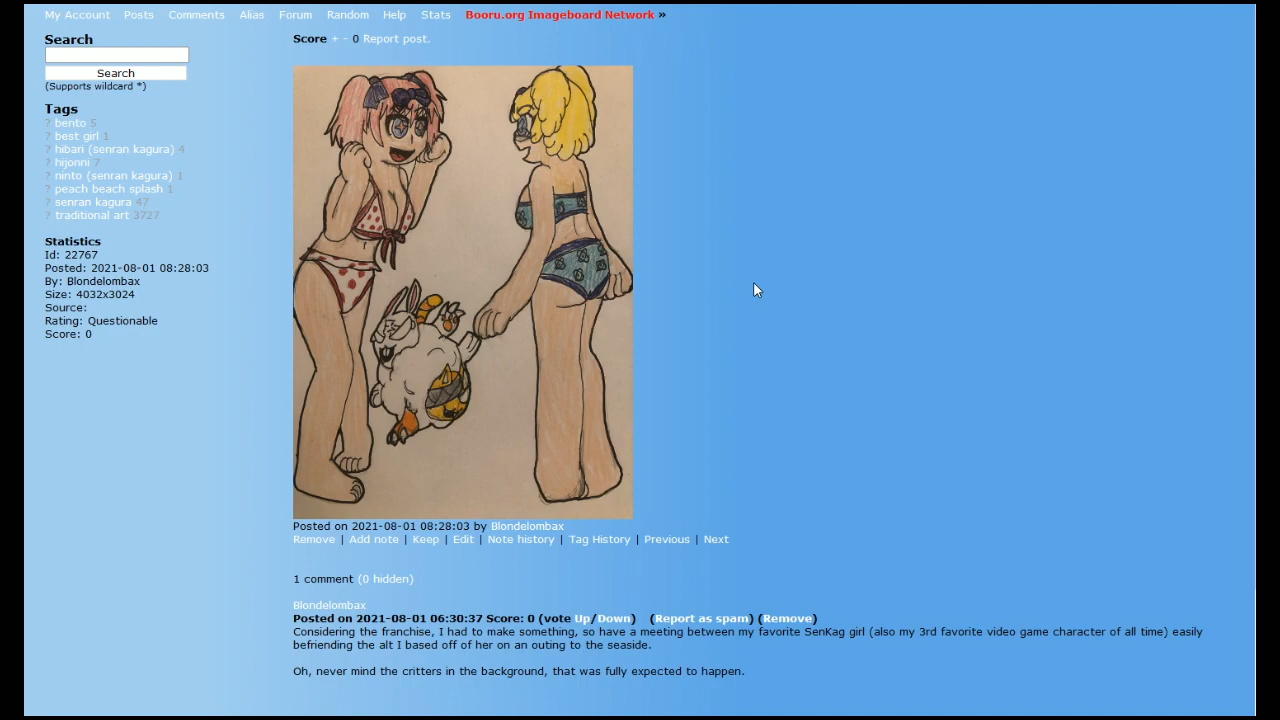 My Account Posts Comments Alias Forum Random Help Stats Booru.org Imageboard Network »
Search
Search
(Supports wildcard *)
Tags
? bento 5
? best girl 1
? hibari (senran kagura) 4
? hijonni 7
? ninto (senran kagura) 1
? peach beach splash 1
? senran kagura 47
? traditional art 3727
Statistics
Id: 22767
Posted: 2021-08-01 08:28:03
By: Blondelombax
Size: 4032x3024
Source:
Rating: Questionable
Score: 0
Score + - 0 Report post.
Posted on 2021-08-01 08:28:03 by Blondelombax
Remove | Add note | Keep | Edit | Note history | Tag History | Previous | Next
1 comment (0 hidden)
Blondelombax
Posted on 2021-08-01 06:30:37 Score: 0 (vote Up/Down) (Report as spam) (Remove)
Considering the franchise, I had to make something, so have a meeting between my favorite SenKag girl (also my 3rd favorite video game character of all time) easily
befriending the alt I based off of her on an outing to the seaside.
Oh, never mind the critters in the background, that was fully expected to happen.